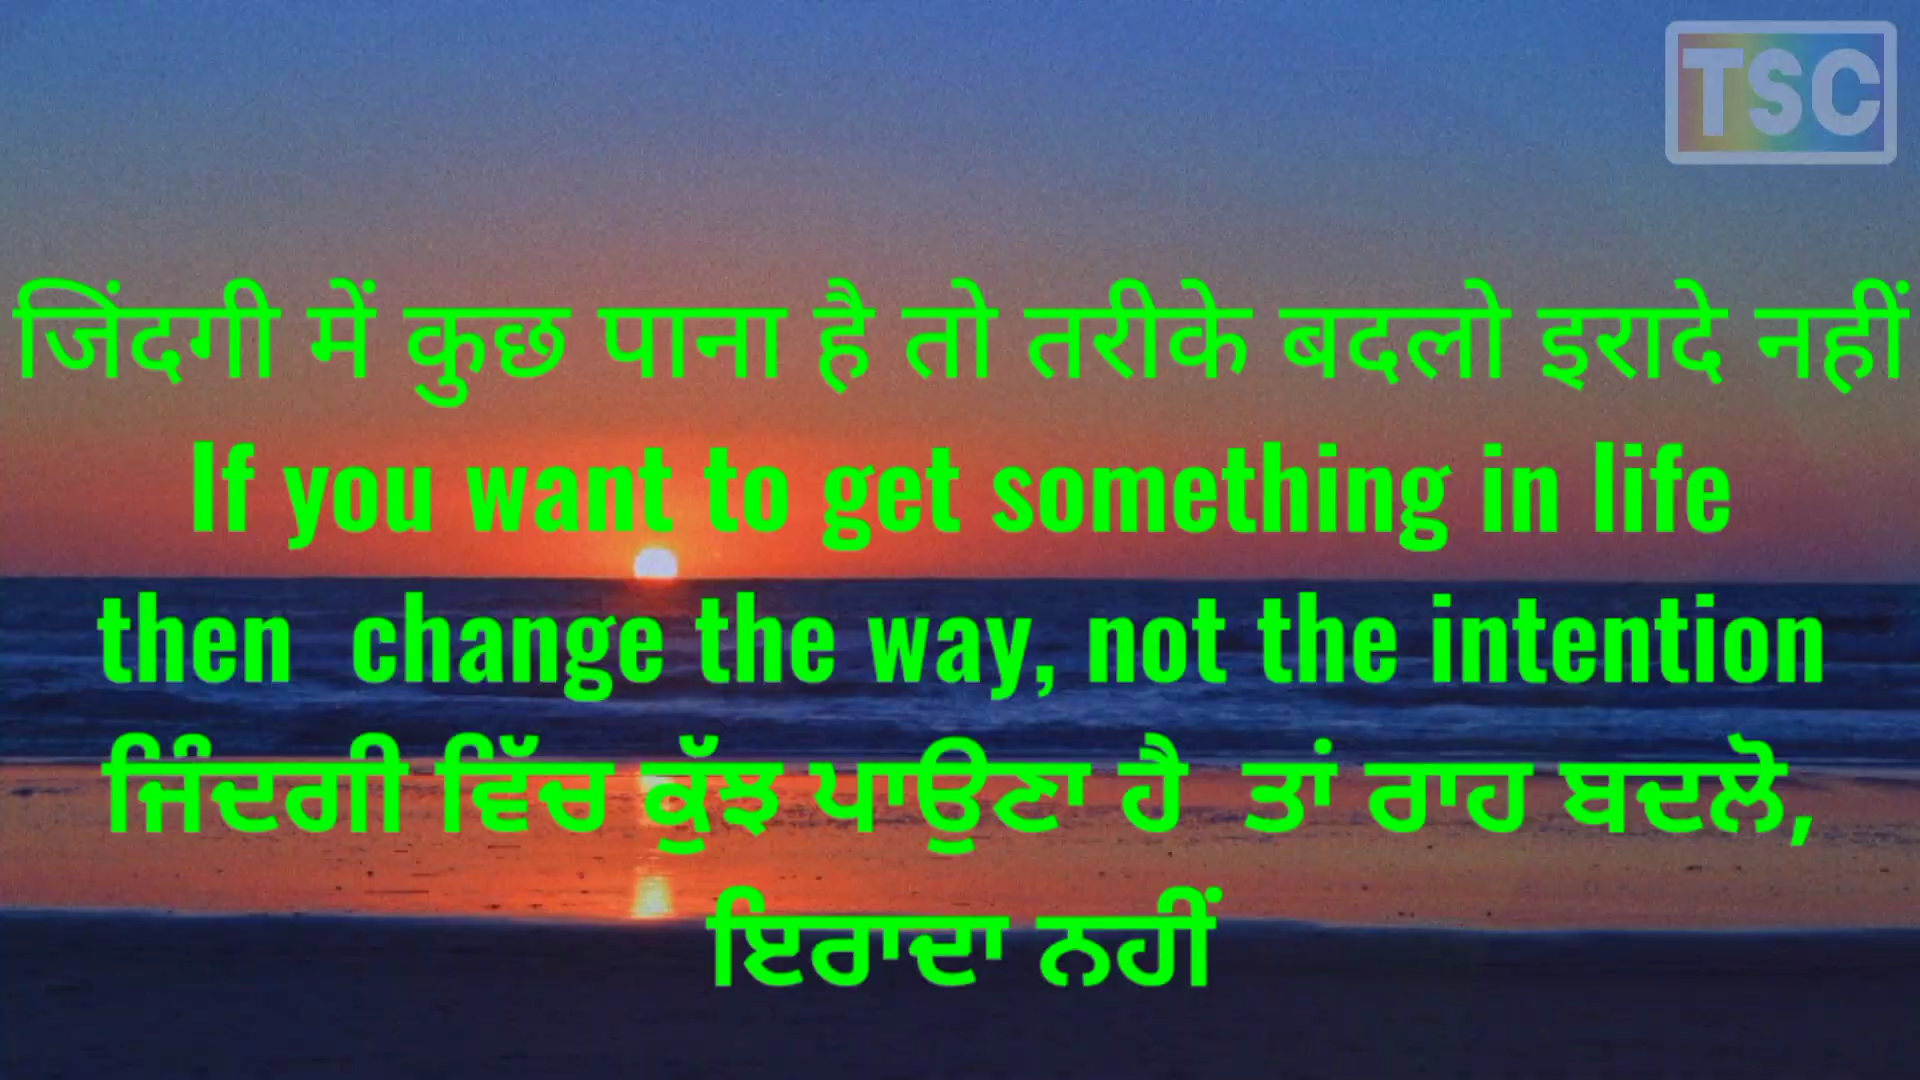 TSC
जिंदगी में कुछ पाना है तो तरीके बदलो इरादे नहीं
If you want to get something in life
then change the way, not the intention
ਜਿੰਦਗੀ ਵਿੱਚ ਕੁੱਝ ਪਾਉਣਾ ਹੈ ਤਾਂ ਰਾਹ ਬਦਲੋ,
ਇਰਾਦਾ ਨਹੀਂ